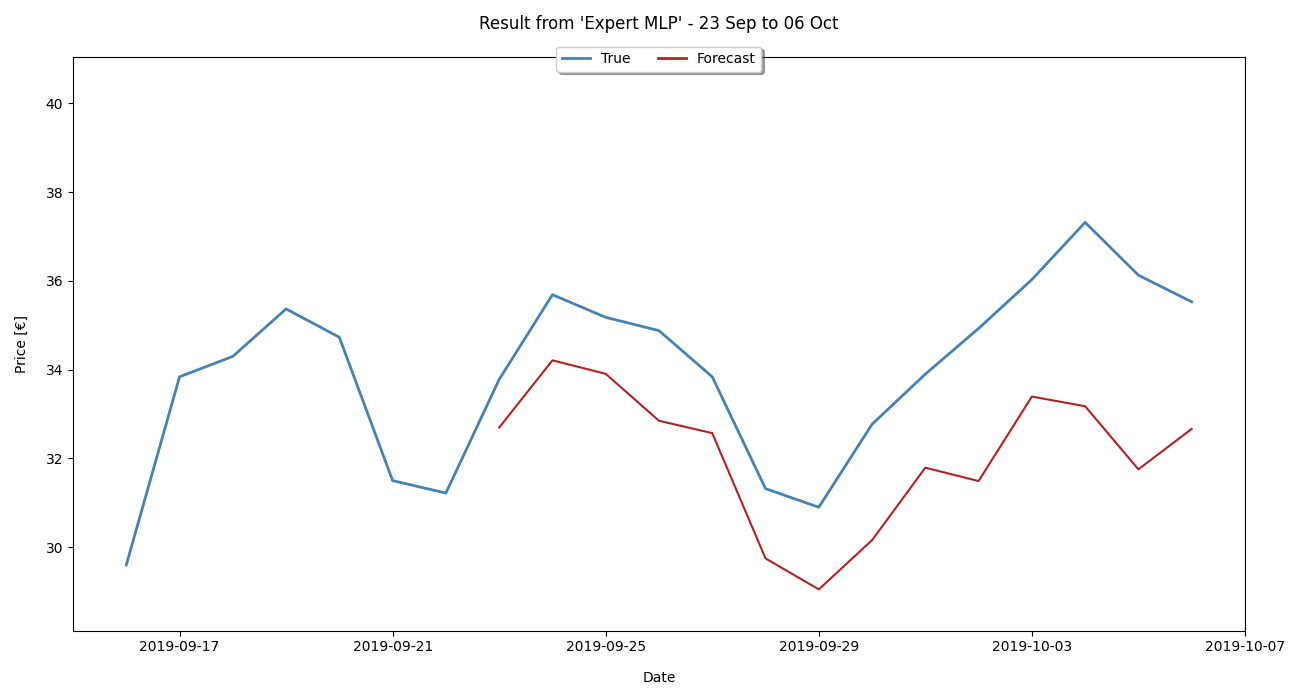 Result from 'Expert MLP' - 23 Sep to 06 Oct
True Forecast
40
38
36
34
32
30
Price [€]
2019-09-17 2019-09-21 2019-09-25 2019-09-29 2019-10-03 2019-10-07
Date